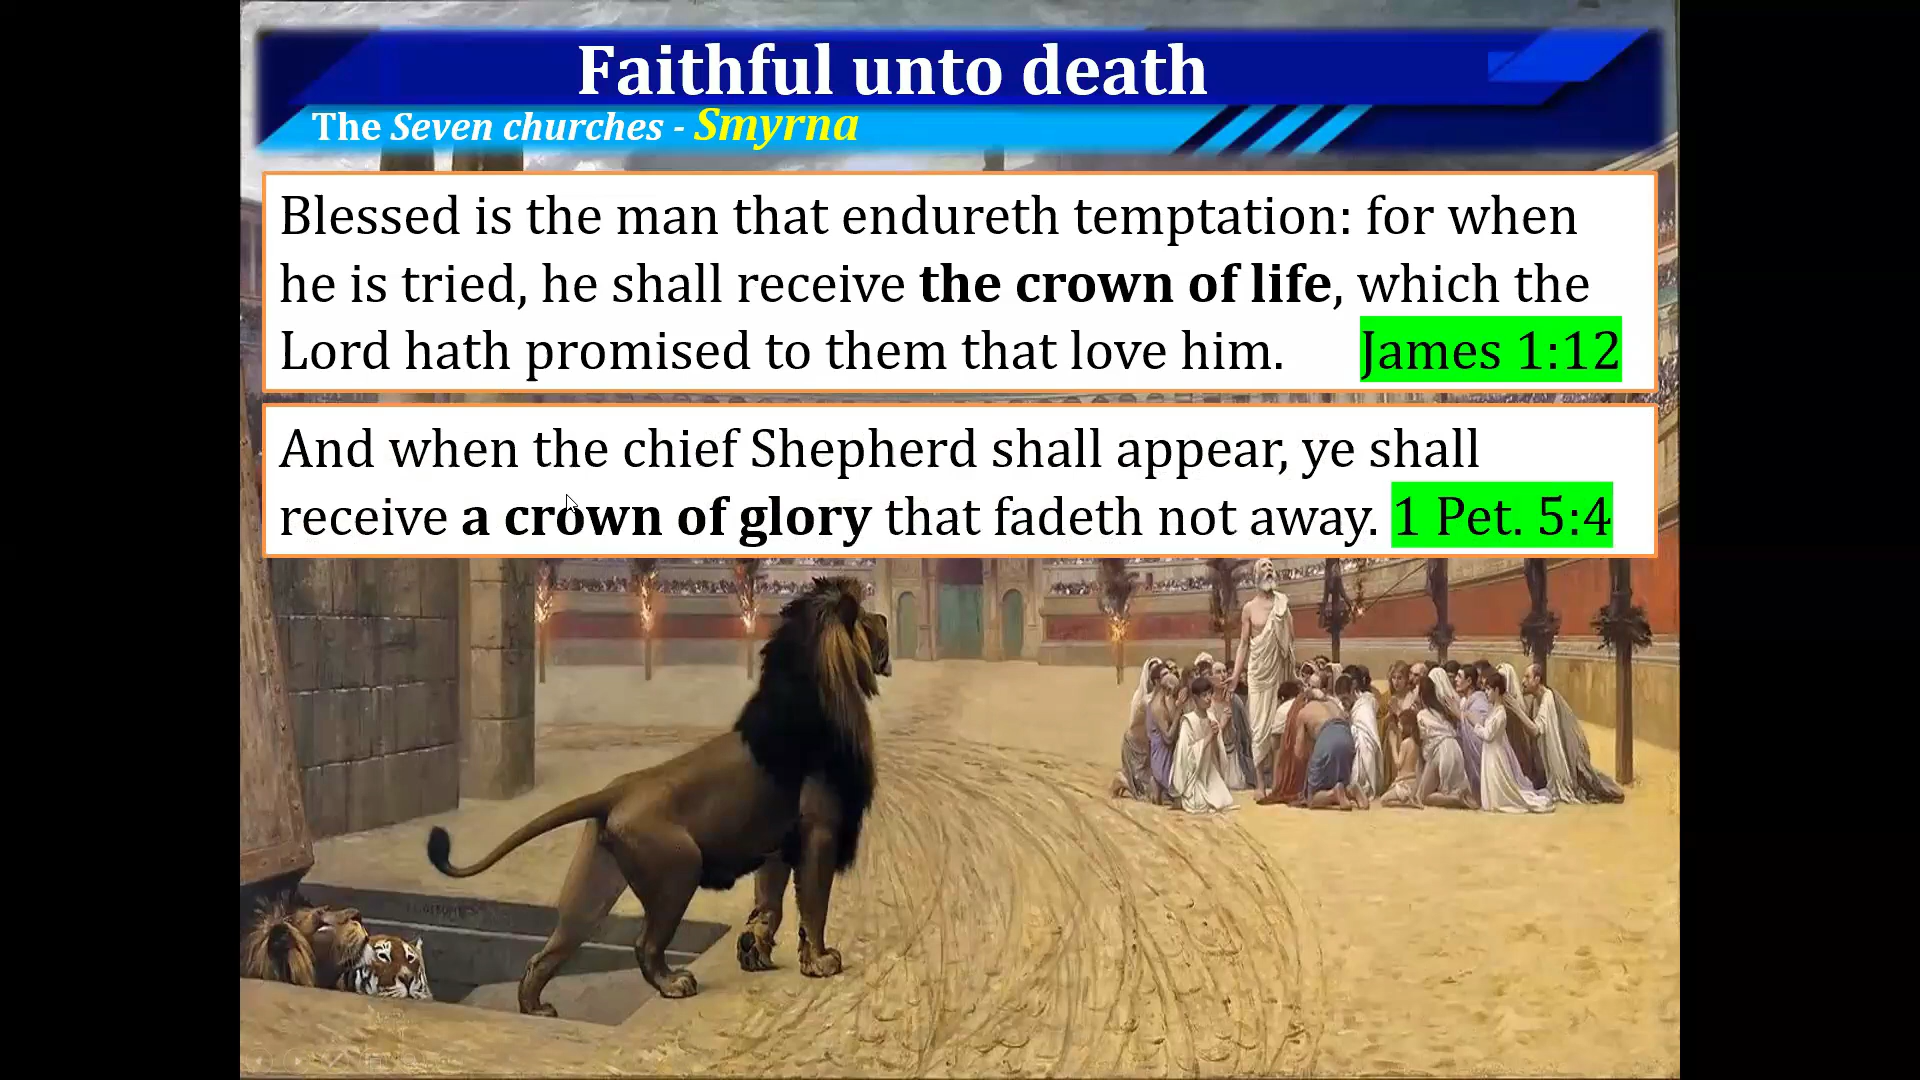 Faithful unto death
The Seven churches - Smyrna
Blessed is the man that endureth temptation: for when
he is tried, he shall receive the crown of life, which the
Lord hath promised to them that love him. James 1:12
And when the chief Shepherd shall appear, ye shall
receive a crown of glory that fadeth not away. 1 Pet. 5:4